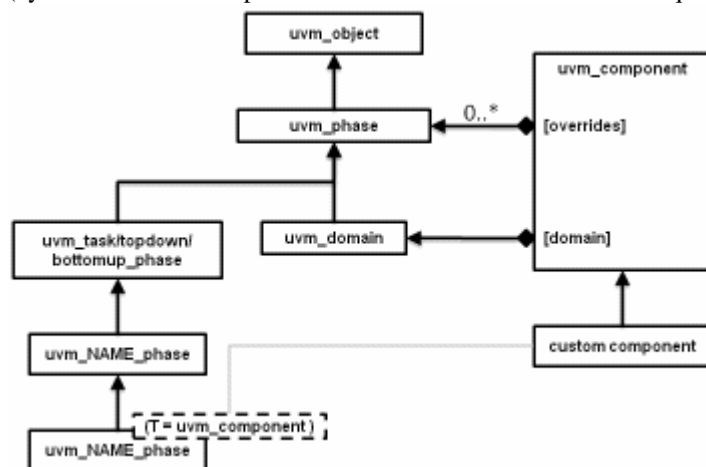 uvm_object
uvm_component
uvm_phase
0..*
[overrides]
uvm_task/topdown/
bottomup_phase
uvm_domain
[domain]
uvm_NAME_phase
custom component
(T = uvm_component )
uvm_NAME_phase